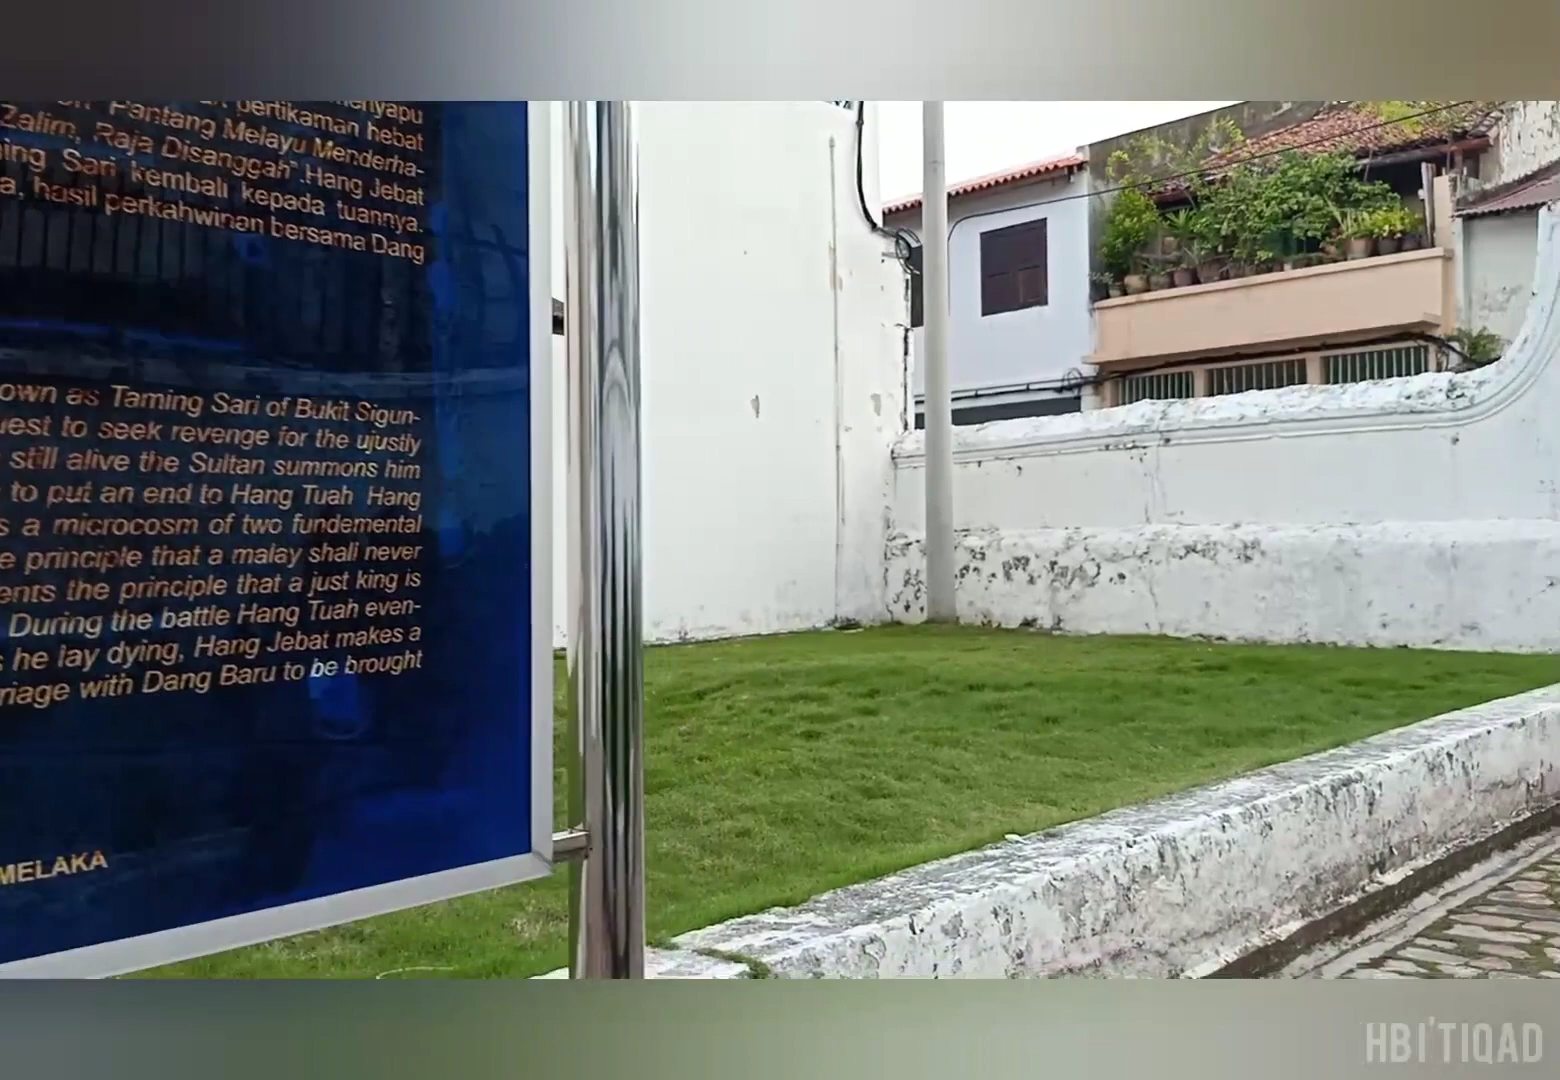 pertikaman hebat
Zalim, Raja Disanggah".Hang Jebat
Sari kembali kepada tuannya.
hasil perkahwinan bersama Dang
own as Taming Sari of Bukit Sigun-
uest to seek revenge for the ujustly
still alive the Sultan summons him
to put an end to Hang Tuah Hang
s a microcosm of two fundemental
e principle that a malay shall never
ents the principle that a just king is
During the battle Hang Tuah even-
s he lay dying, Hang Jebat makes a
riage with Dang Baru to be brought
MELAKA
HBI'TIQAD